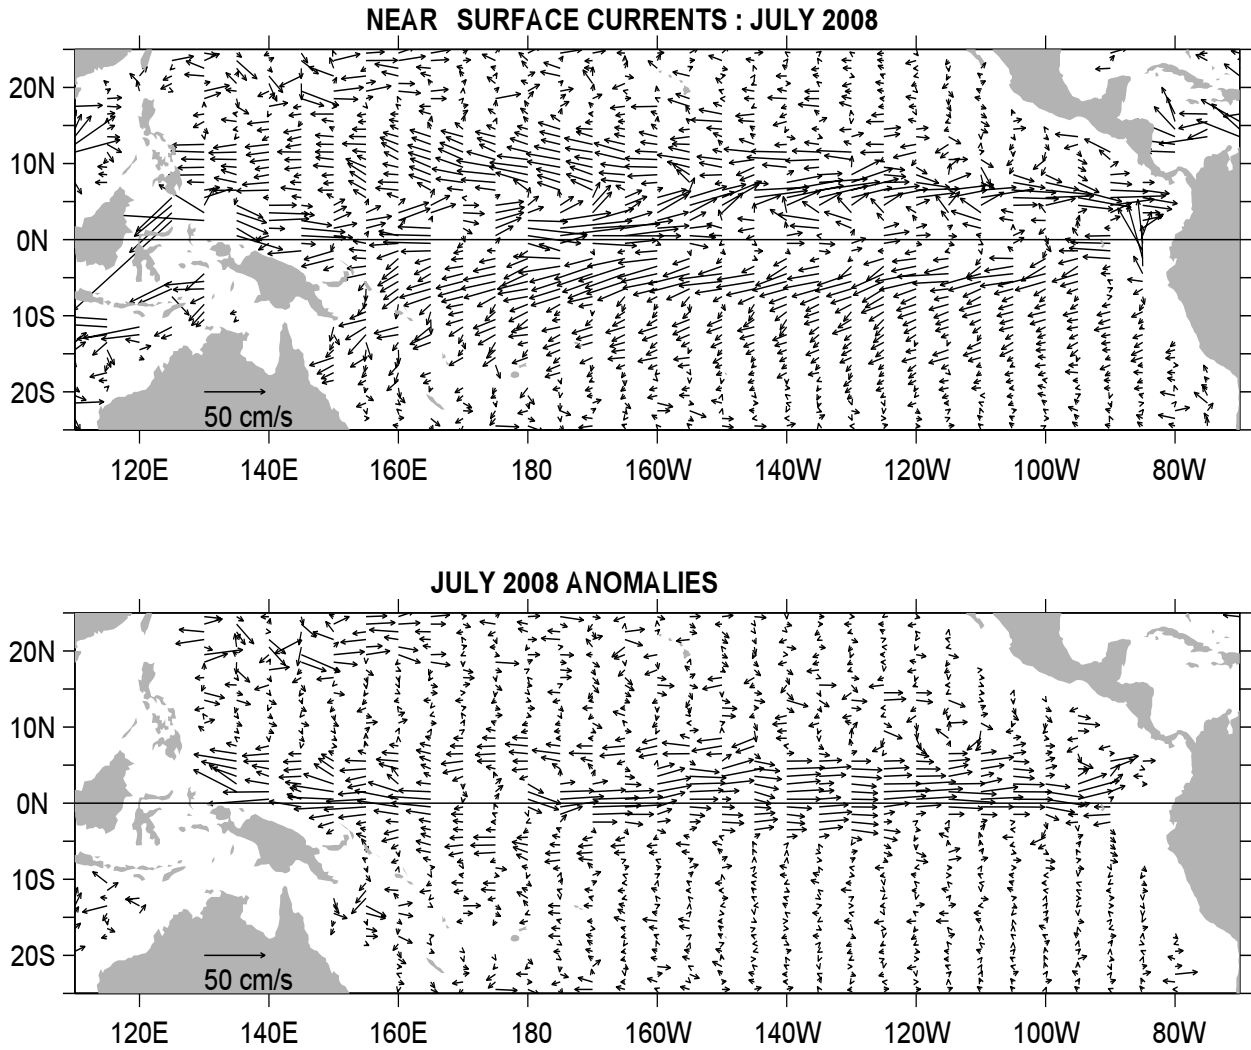 NEAR SURFACE CURRENTS : JULY 2008
20N
10N
0N
10S
20S
50 cm/s
120E 140E 160E 180 160W 140W 120W 100W 80W
JULY 2008 ANOMALIES
20N
10N
0N
10S
20S
50 cm/s
120E 140E 160E 180 160W 140W 120W 100W 80W